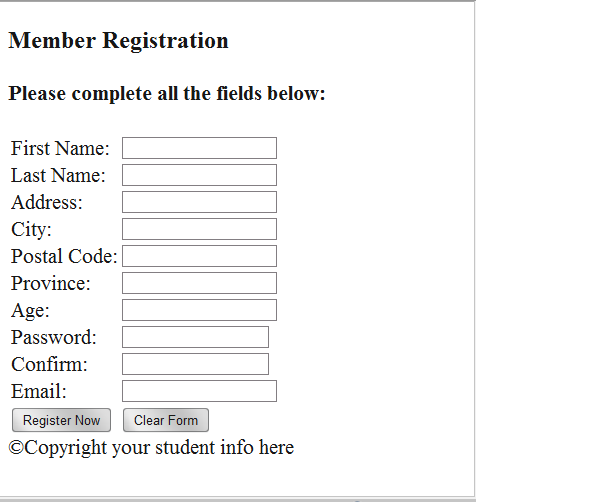 Member Registration
Please complete all the fields below:
First Name:
Last Name:
Address:
City:
Postal Code:
Province:
Age:
Password:
Confirm:
Email:
Register Now Clear Form
©Copyright your student info here